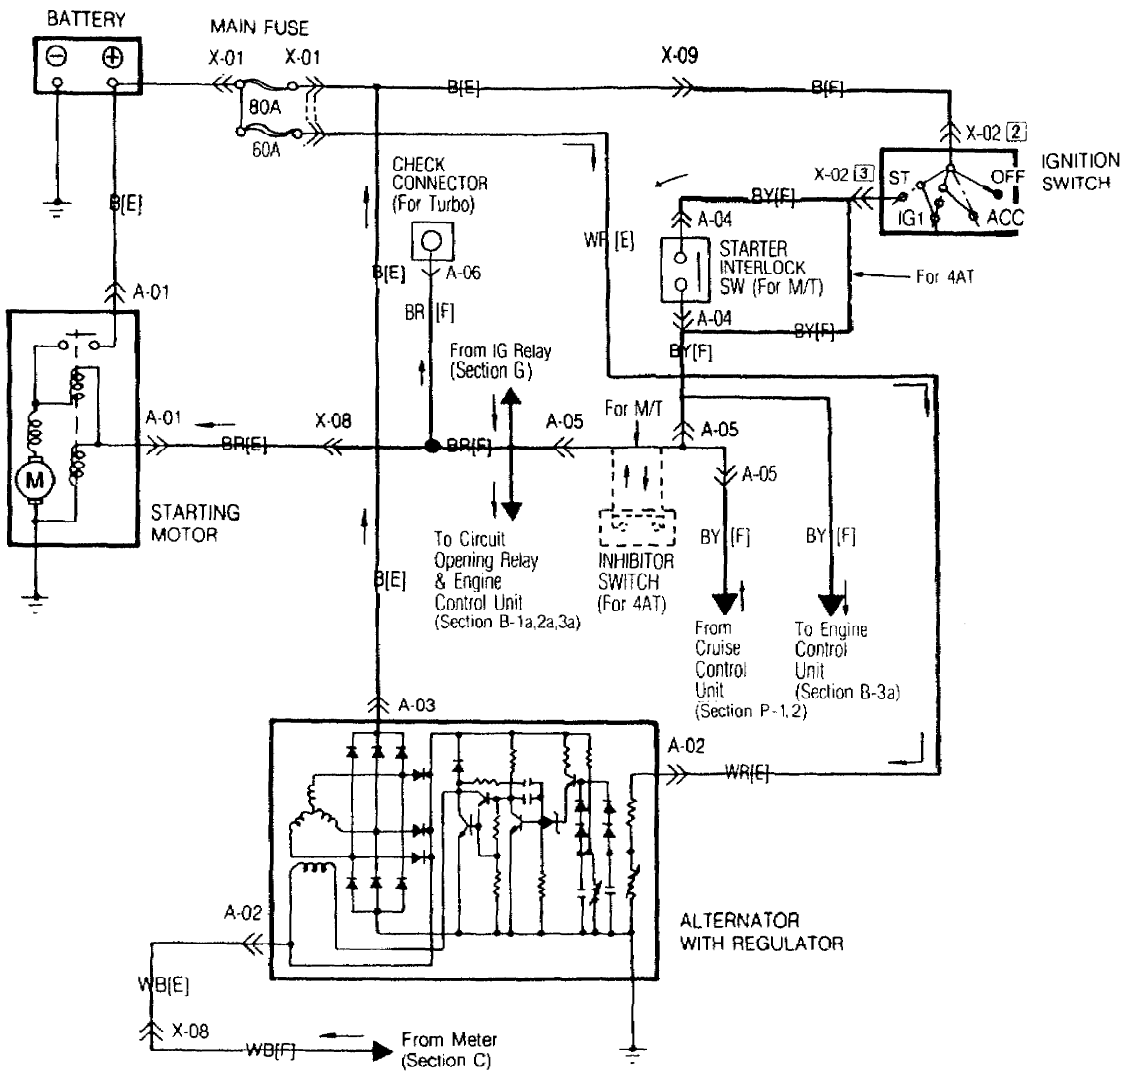 BATTERY
MAIN FUSE
X-01
X-01
X-09
80A
60A
B[E]
B[F]
X-02 2
IGNITION
SWITCH
X-02 3
ST
OFF
IG1
ACC
CHECK
CONNECTOR
(For Turbo)
B[E]
BY[F]
A-04
STARTER
INTERLOCK
SW (For M/T)
WR [E]
B[E]
A-06
For 4AT
A-01
BR [F]
A-04
BY[F]
BY[F]
From IG Relay
(Section G)
A-01
X-08
For M/T
A-05
A-05
BR[E]
BR[F]
A-05
M
STARTING
MOTOR
To Circuit
Opening Relay
& Engine
Control Unit
(Section B-1a,2a,3a)
BY [F]
BY [F]
INHIBITOR
SWITCH
(For 4AT)
B[E]
From
Cruise
Control
Unit
(Section P-1,2)
To Engine
Control
Unit
(Section B-3a)
A-03
A-02
WR[E]
A-02
ALTERNATOR
WITH REGULATOR
WB[E]
X-08
WB[F]
From Meter
(Section C)